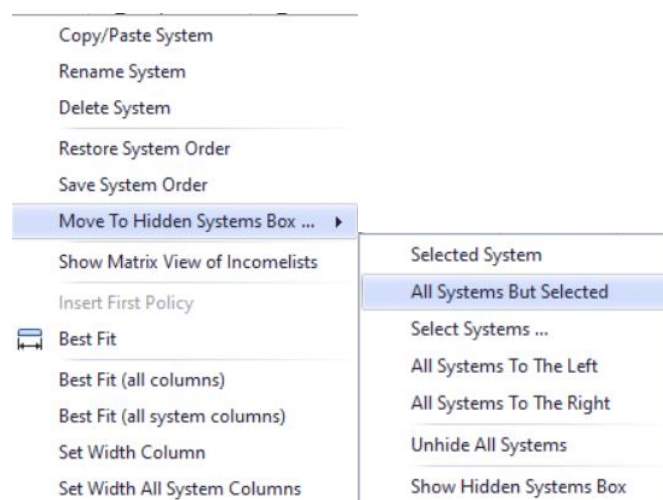 Copy/Paste System
Rename System
Delete System
Restore System Order
Save System Order
Move To Hidden Systems Box ...
Show Matrix View of Incomelists
Insert First Policy
Best Fit
Best Fit (all columns)
Best Fit (all system columns)
Set Width Column
Set Width All System Columns
Selected System
All Systems But Selected
Select Systems ...
All Systems To The Left
All Systems To The Right
Unhide All Systems
Show Hidden Systems Box